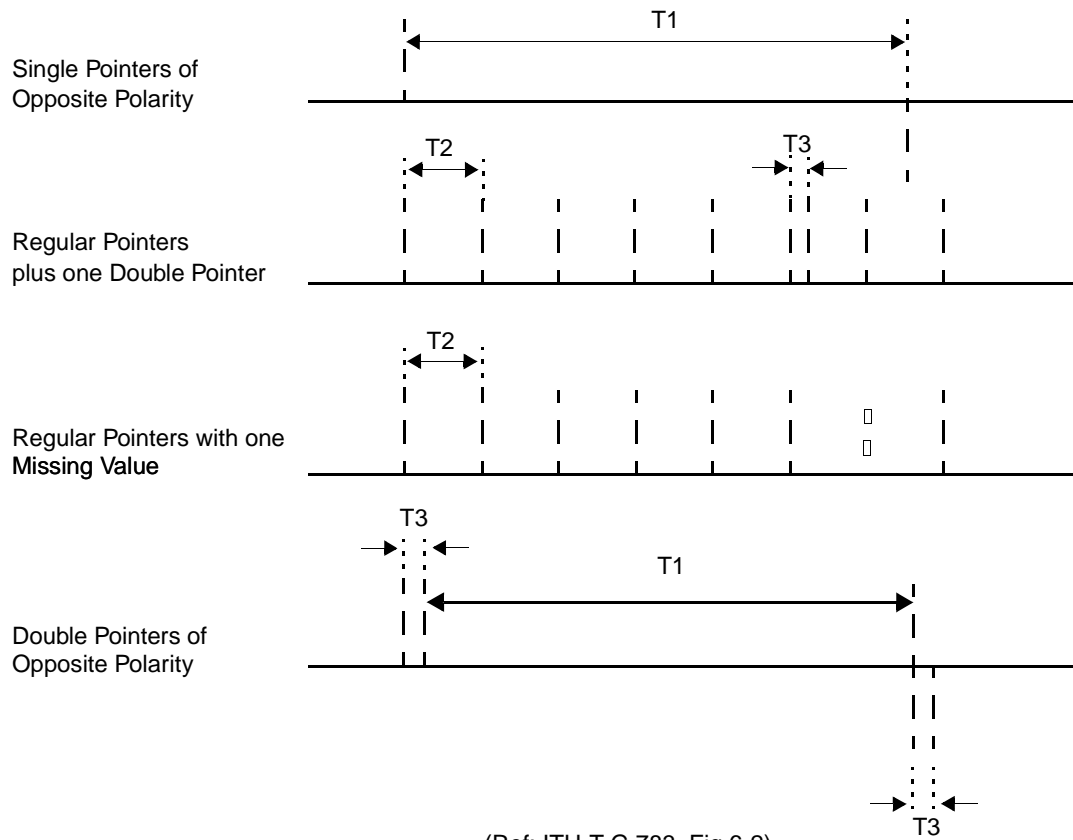 T1
Single Pointers of
Opposite Polarity
T2
T3
Regular Pointers
plus one Double Pointer
T2
Regular Pointers with one
Missing Value
T3
T1
Double Pointers of
Opposite Polarity
T3